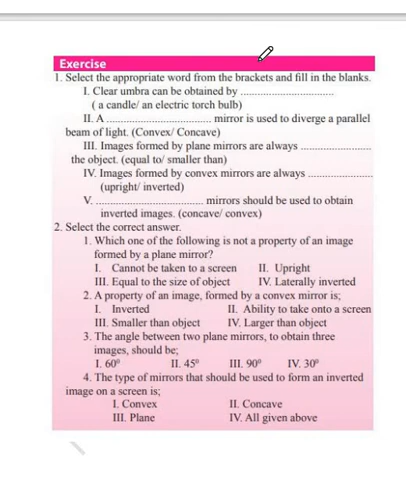 Exercise
1. Select the appropriate word from the brackets and fill in the blanks.
I. Clear umbra can be obtained by ................................
( a candle/ an electric torch bulb)
II. A .................................... mirror is used to diverge a parallel
beam of light. (Convex/ Concave)
III. Images formed by plane mirrors are always ........................
the object. (equal to/ smaller than)
IV. Images formed by convex mirrors are always ......................
(upright/ inverted)
V. ..................................... mirrors should be used to obtain
inverted images. (concave/ convex)
2. Select the correct answer.
1. Which one of the following is not a property of an image
formed by a plane mirror?
I. Cannot be taken to a screen II. Upright
III. Equal to the size of object IV. Laterally inverted
2. A property of an image, formed by a convex mirror is;
I. Inverted II. Ability to take onto a screen
III. Smaller than object IV. Larger than object
3. The angle between two plane mirrors, to obtain three
images, should be;
I. 60º II. 45º III. 90º IV. 30º
4. The type of mirrors that should be used to form an inverted
image on a screen is;
I. Convex II. Concave
III. Plane IV. All given above